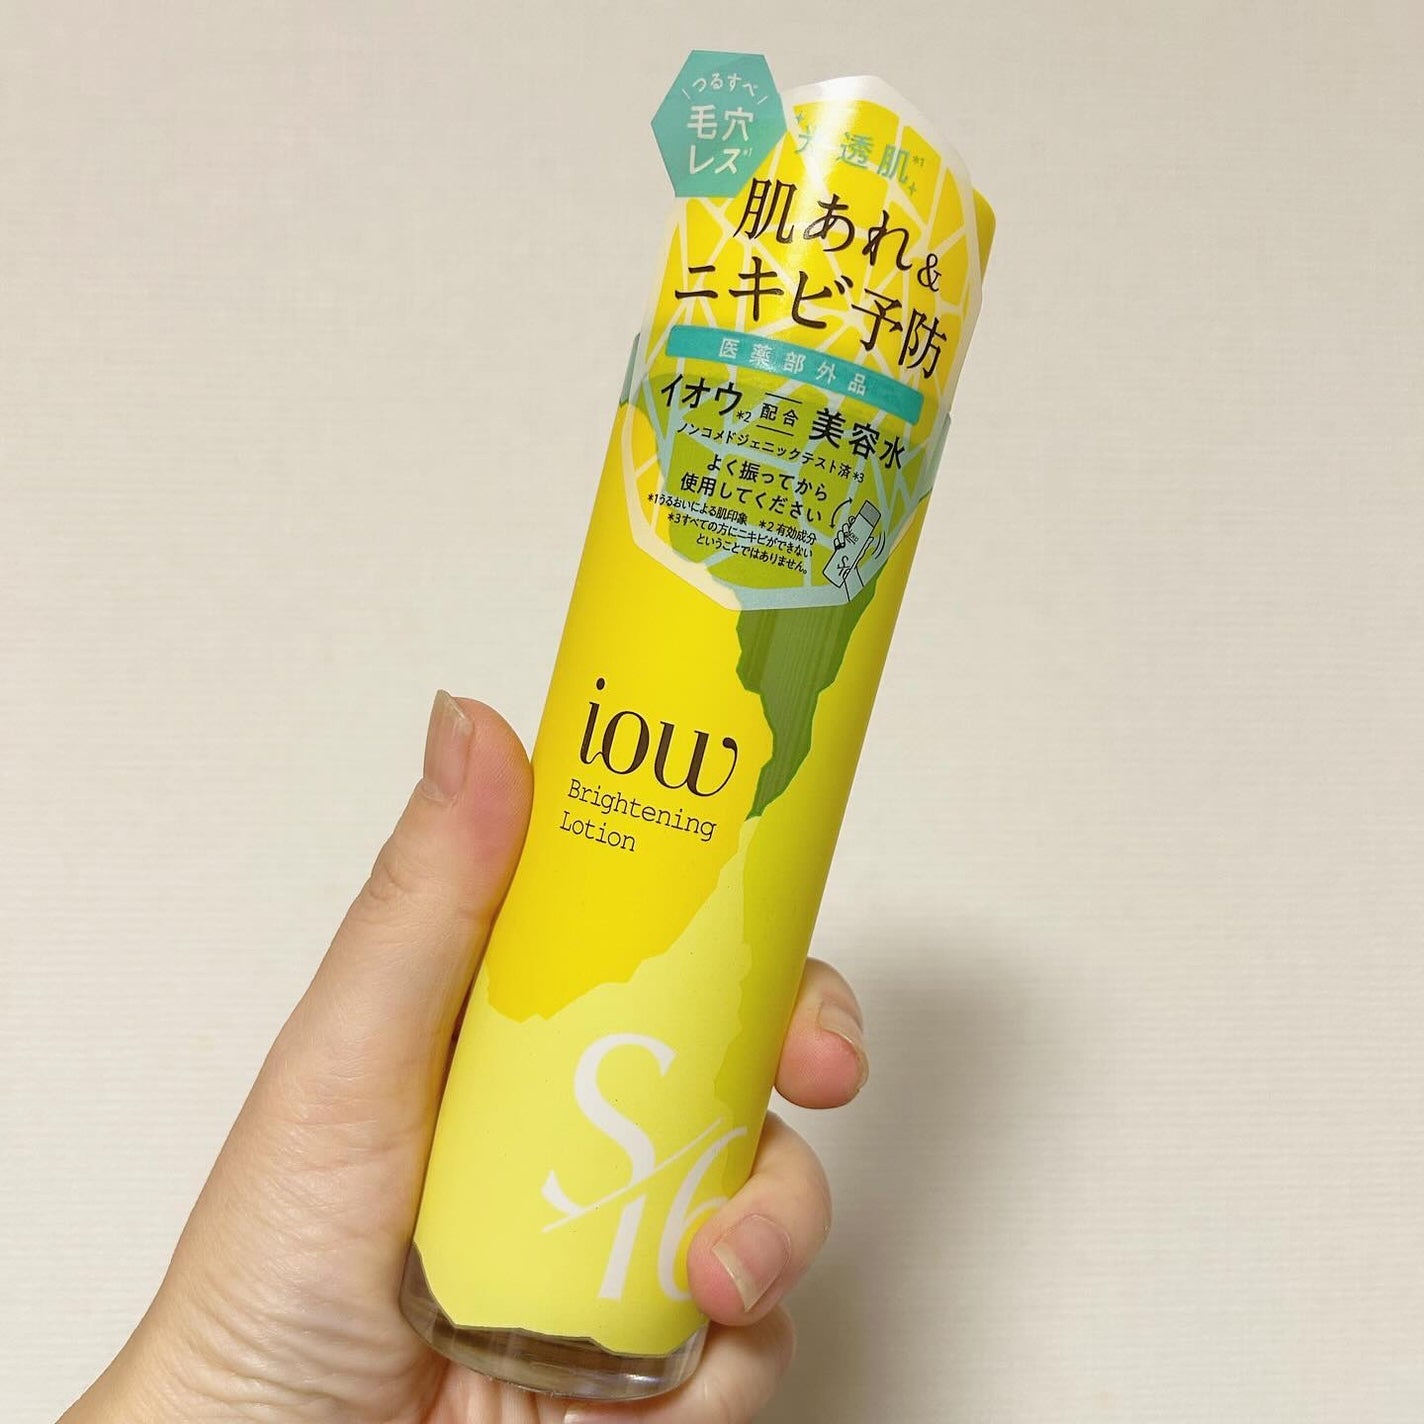 \つるすべ/
毛穴
レス*1
透肌*1
肌あれ&
ニキビ予防
医薬部外品
イオウ*2 配合 美容水
ノンコメドジェニックテスト済*3
よく振ってから
使用してください
*1うるおいによる肌印象 *2 有効成分
*3すべての方にニキビができない
ということではありません。
iow
Brightening
Lotion
S/16